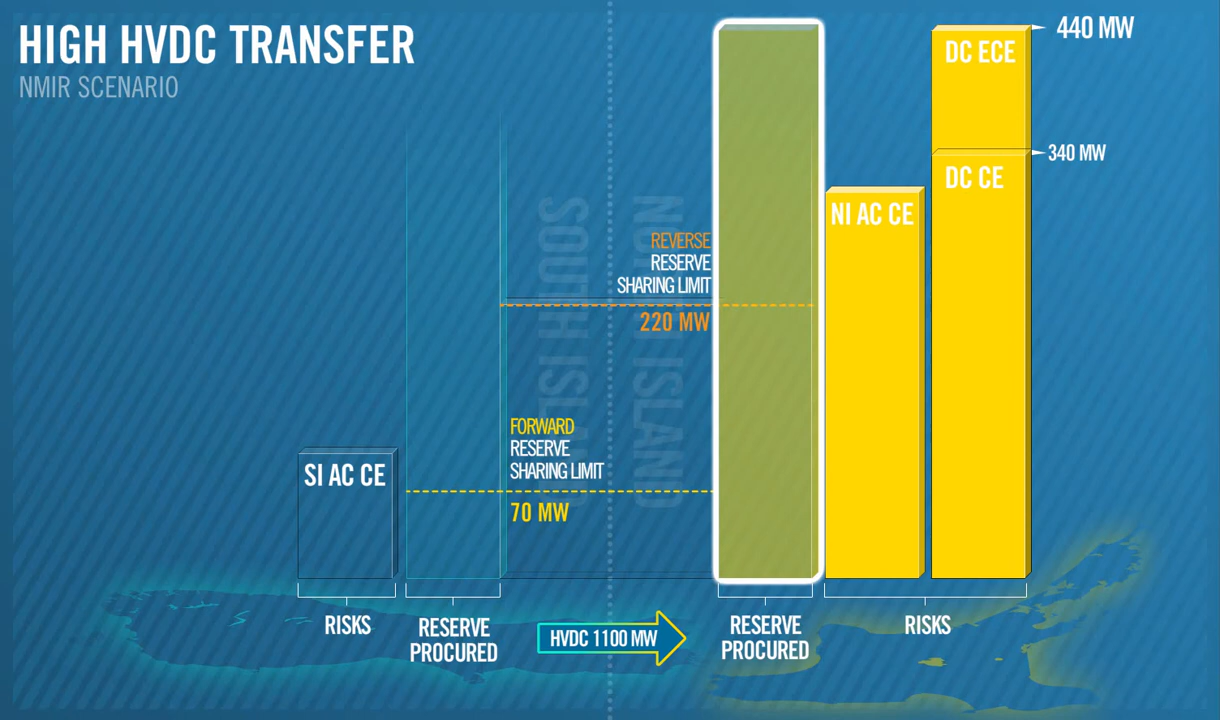 HIGH HVDC TRANSFER
NMIR SCENARIO
SOUTH ISLAND
NORTH ISLAND
REVERSE
RESERVE
SHARING LIMIT
220 MW
FORWARD
RESERVE
SHARING LIMIT
70 MW
SI AC CE
NI AC CE
DC ECE
DC CE
440 MW
340 MW
RISKS
RESERVE
PROCURED
HVDC 1100 MW
RESERVE
PROCURED
RISKS